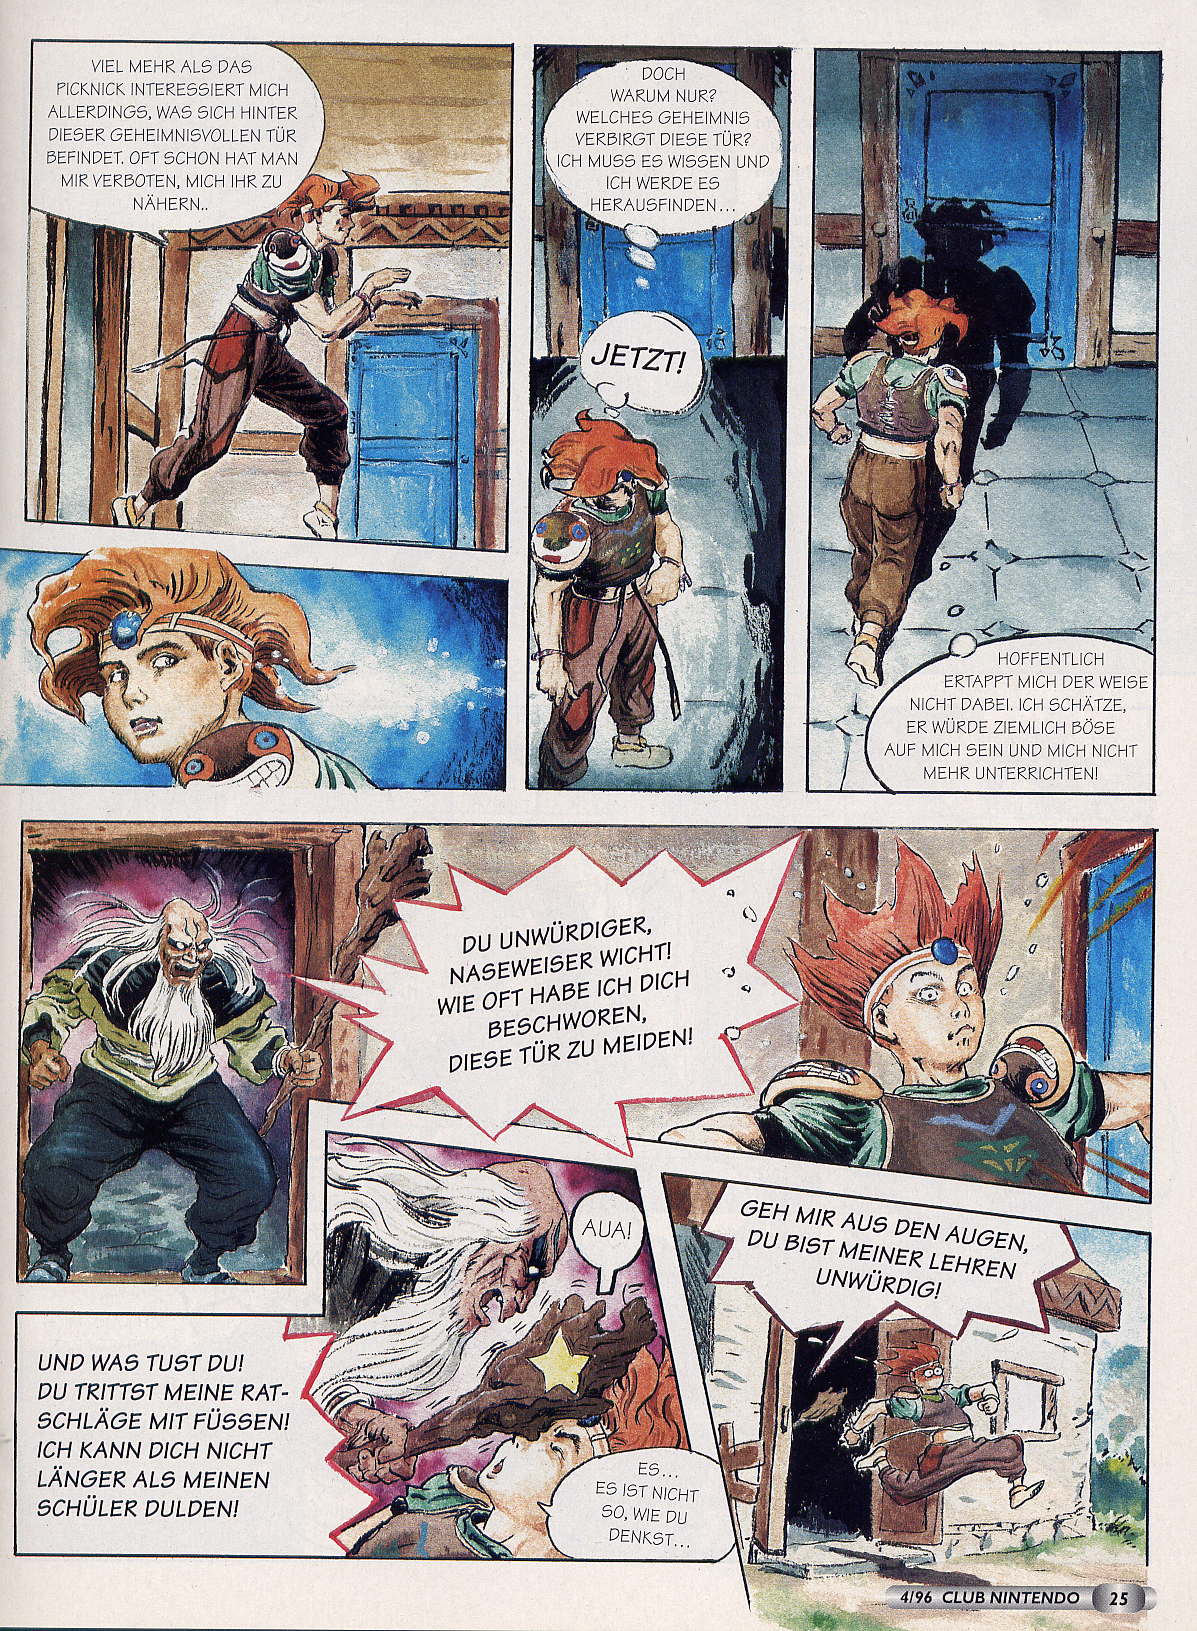 VIEL MEHR ALS DAS
PICKNICK INTERESSIERT MICH
ALLERDINGS, WAS SICH HINTER
DIESER GEHEIMNISVOLLEN TÜR
BEFINDET. OFT SCHON HAT MAN
MIR VERBOTEN, MICH IHR ZU
NÄHERN..
DOCH
WARUM NUR?
WELCHES GEHEIMNIS
VERBIRGT DIESE TÜR?
ICH MUSS ES WISSEN UND
ICH WERDE ES
HERAUSFINDEN...
JETZT!
HOFFENTLICH
ERTAPPT MICH DER WEISE
NICHT DABEI. ICH SCHÄTZE,
ER WÜRDE ZIEMLICH BÖSE
AUF MICH SEIN UND MICH NICHT
MEHR UNTERRICHTEN!
DU UNWÜRDIGER,
NASEWEISER WICHT!
WIE OFT HABE ICH DICH
BESCHWOREN,
DIESE TÜR ZU MEIDEN!
UND WAS TUST DU!
DU TRITTST MEINE RAT-
SCHLÄGE MIT FÜSSEN!
ICH KANN DICH NICHT
LÄNGER ALS MEINEN
SCHÜLER DULDEN!
AUA!
ES...
ES IST NICHT
SO, WIE DU
DENKST...
GEH MIR AUS DEN AUGEN,
DU BIST MEINER LEHREN
UNWÜRDIG!
4/96 CLUB NINTENDO 25